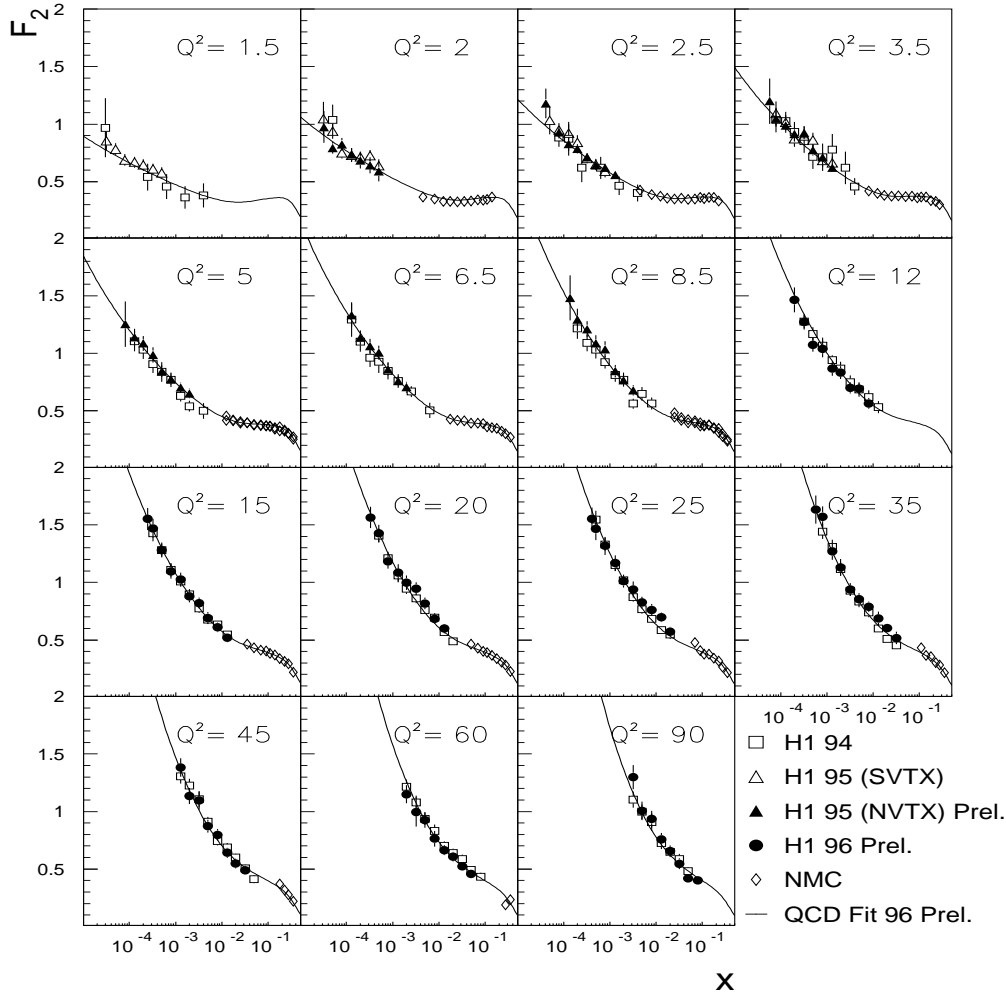 F₂
2
1.5
1
0.5
Q² = 1.5
Q² = 2
Q² = 2.5
Q² = 3.5
2
1.5
1
0.5
Q² = 5
Q² = 6.5
Q² = 8.5
Q² = 12
2
1.5
1
0.5
Q² = 15
Q² = 20
Q² = 25
Q² = 35
2
1.5
1
0.5
Q² = 45
Q² = 60
Q² = 90
10⁻⁴ 10⁻³ 10⁻² 10⁻¹
H1 94
H1 95 (SVTX)
H1 95 (NVTX) Prel.
H1 96 Prel.
NMC
QCD Fit 96 Prel.
10⁻⁴ 10⁻³ 10⁻² 10⁻¹
10⁻⁴ 10⁻³ 10⁻² 10⁻¹
10⁻⁴ 10⁻³ 10⁻² 10⁻¹
x